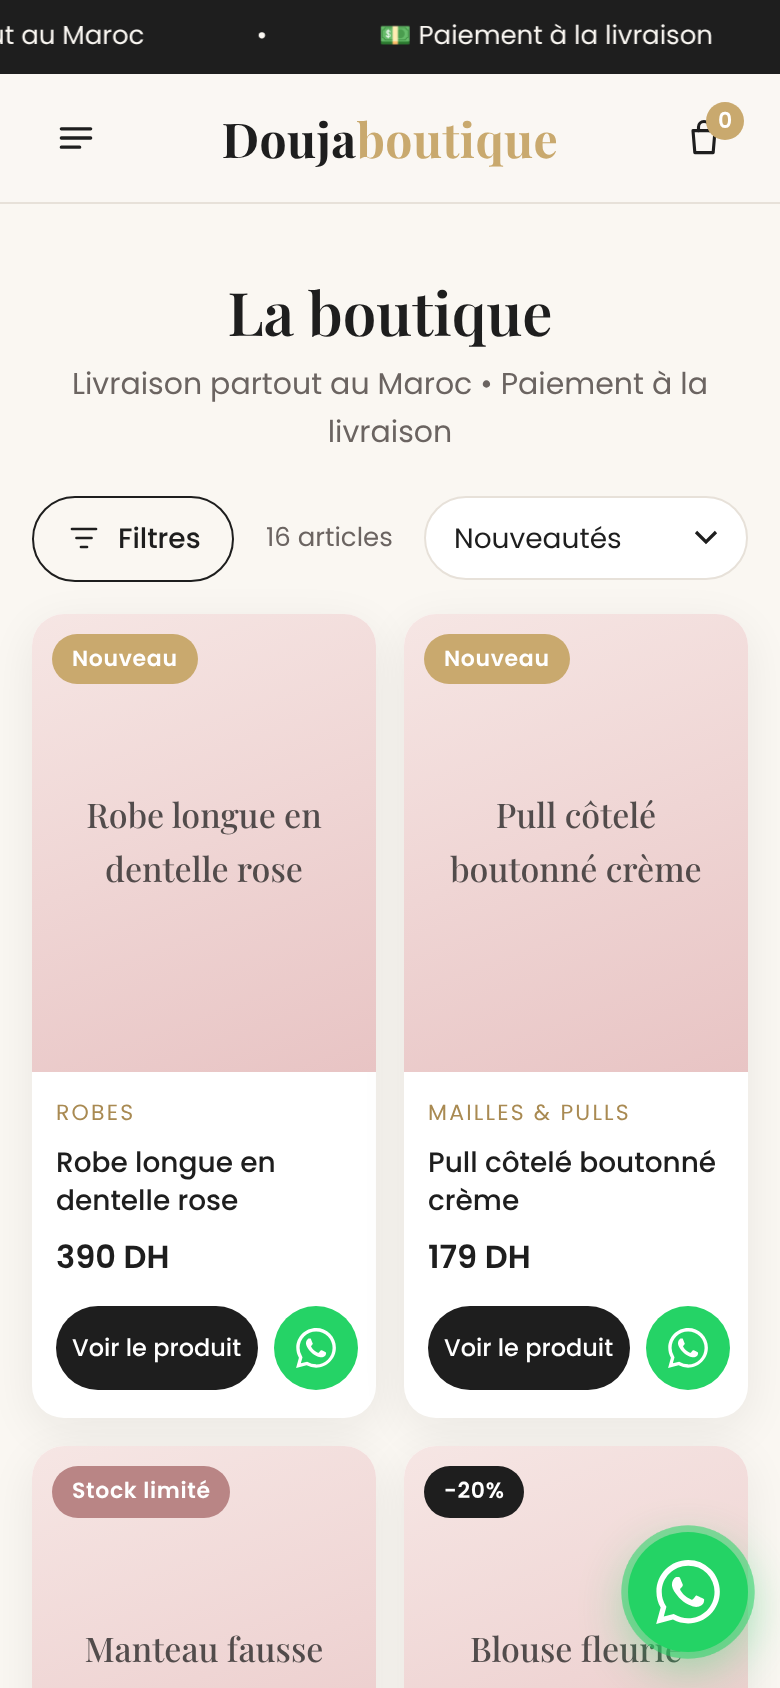 ut au Maroc • 💵 Paiement à la livraison
Doujaboutique
0
La boutique
Livraison partout au Maroc • Paiement à la
livraison
Filtres
16 articles
Nouveautés
Nouveau
Robe longue en
dentelle rose
ROBES
Robe longue en
dentelle rose
390 DH
Voir le produit
Nouveau
Pull côtelé
boutonné crème
MAILLES & PULLS
Pull côtelé boutonné
crème
179 DH
Voir le produit
Stock limité
Manteau fausse
-20%
Blouse fleurie